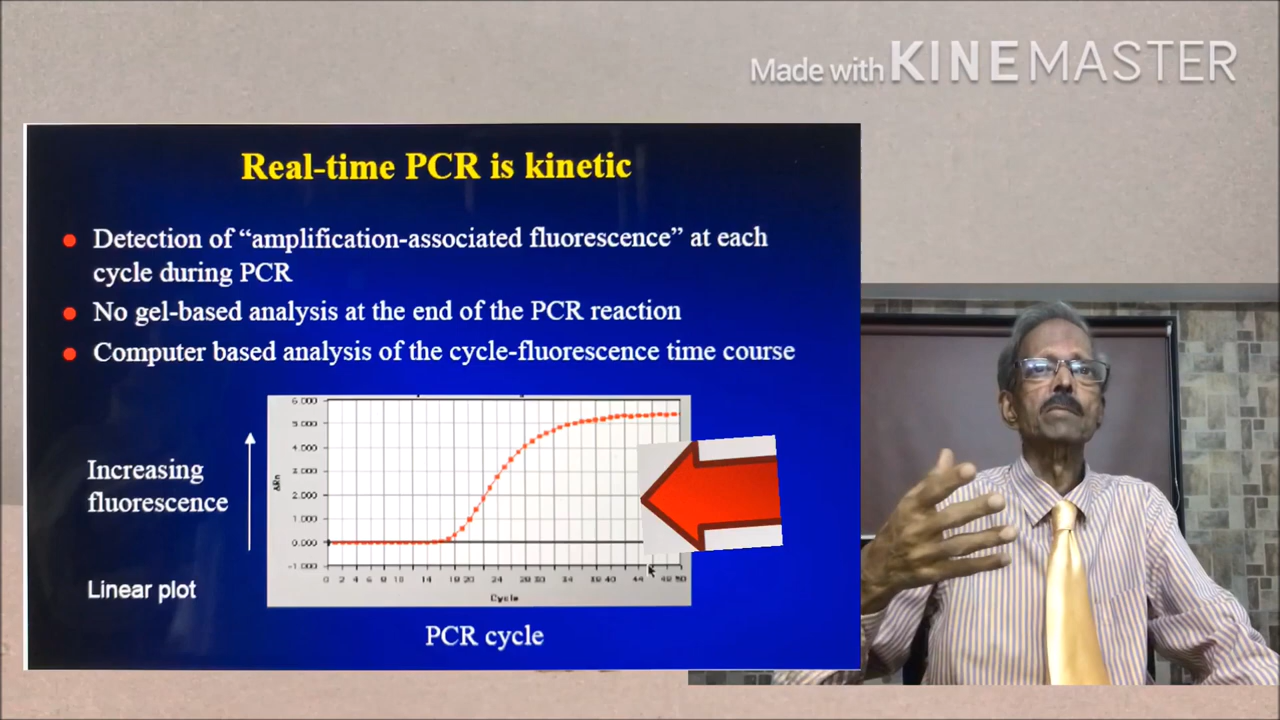 Made with KINEMASTER
Real-time PCR is kinetic
Detection of “amplification-associated fluorescence” at each
cycle during PCR
No gel-based analysis at the end of the PCR reaction
Computer based analysis of the cycle-fluorescence time course
6.000
5.000
4.000
3.000
2.000
1.000
0.000
-1.000
Increasing
fluorescence
Linear plot
Cycle
PCR cycle